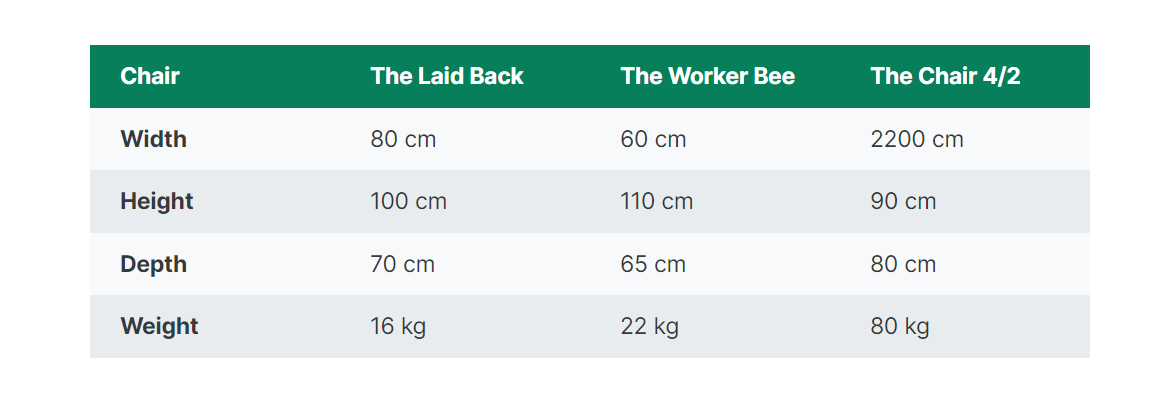 Chair The Laid Back The Worker Bee The Chair 4/2
Width 80 cm 60 cm 2200 cm
Height 100 cm 110 cm 90 cm
Depth 70 cm 65 cm 80 cm
Weight 16 kg 22 kg 80 kg